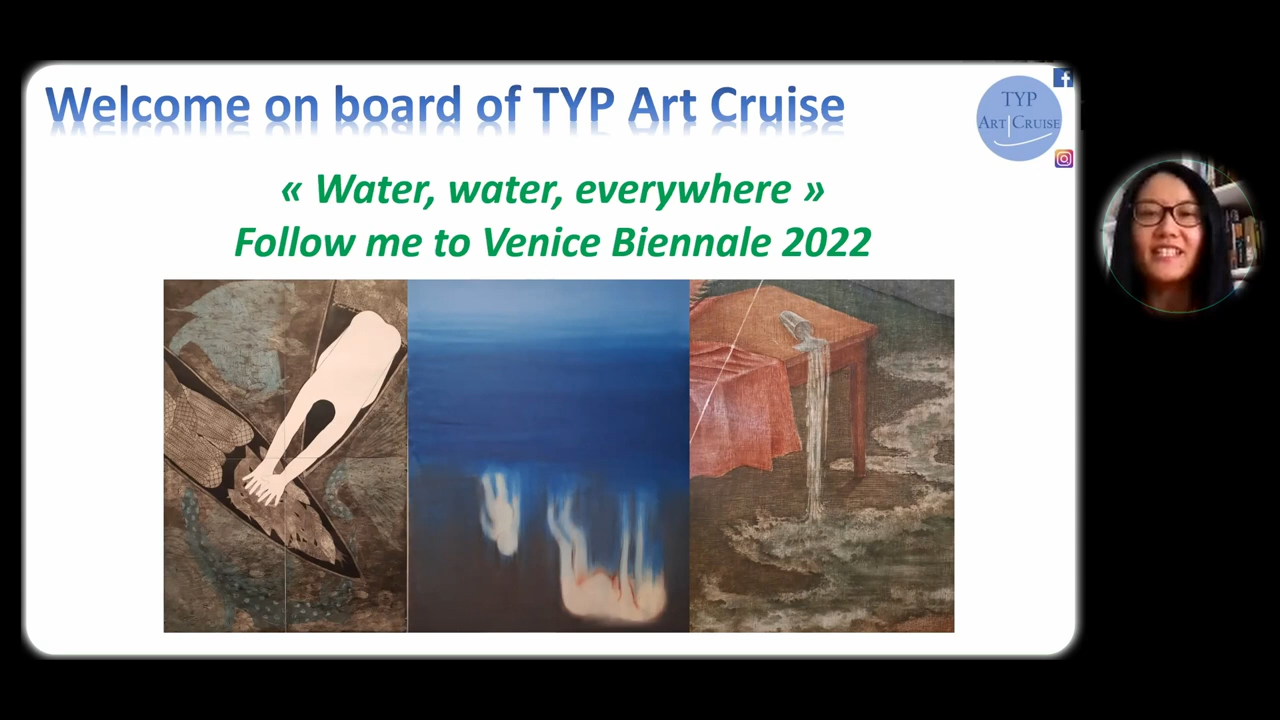 Welcome on board of TYP Art Cruise
TYP
ART CRUISE
« Water, water, everywhere »
Follow me to Venice Biennale 2022